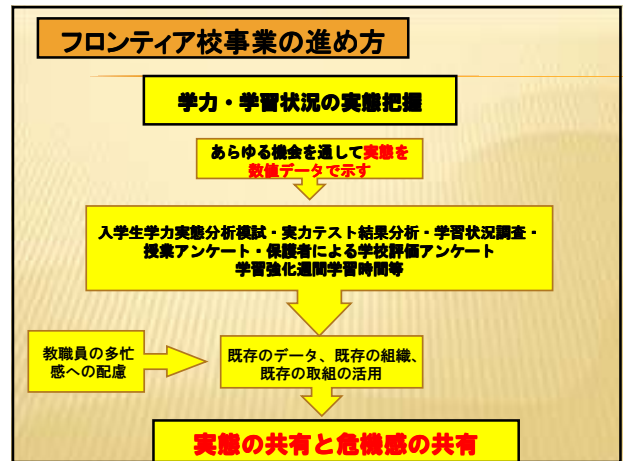 フロンティア校事業の進め方
学力・学習状況の実態把握
あらゆる機会を通して実態を
数値データで示す
入学生学力実態分析模試・実力テスト結果分析・学習状況調査・
授業アンケート・保護者による学校評価アンケート
学習強化週間学習時間等
教職員の多忙
感への配慮
既存のデータ、既存の組織、
既存の取組の活用
実態の共有と危機感の共有